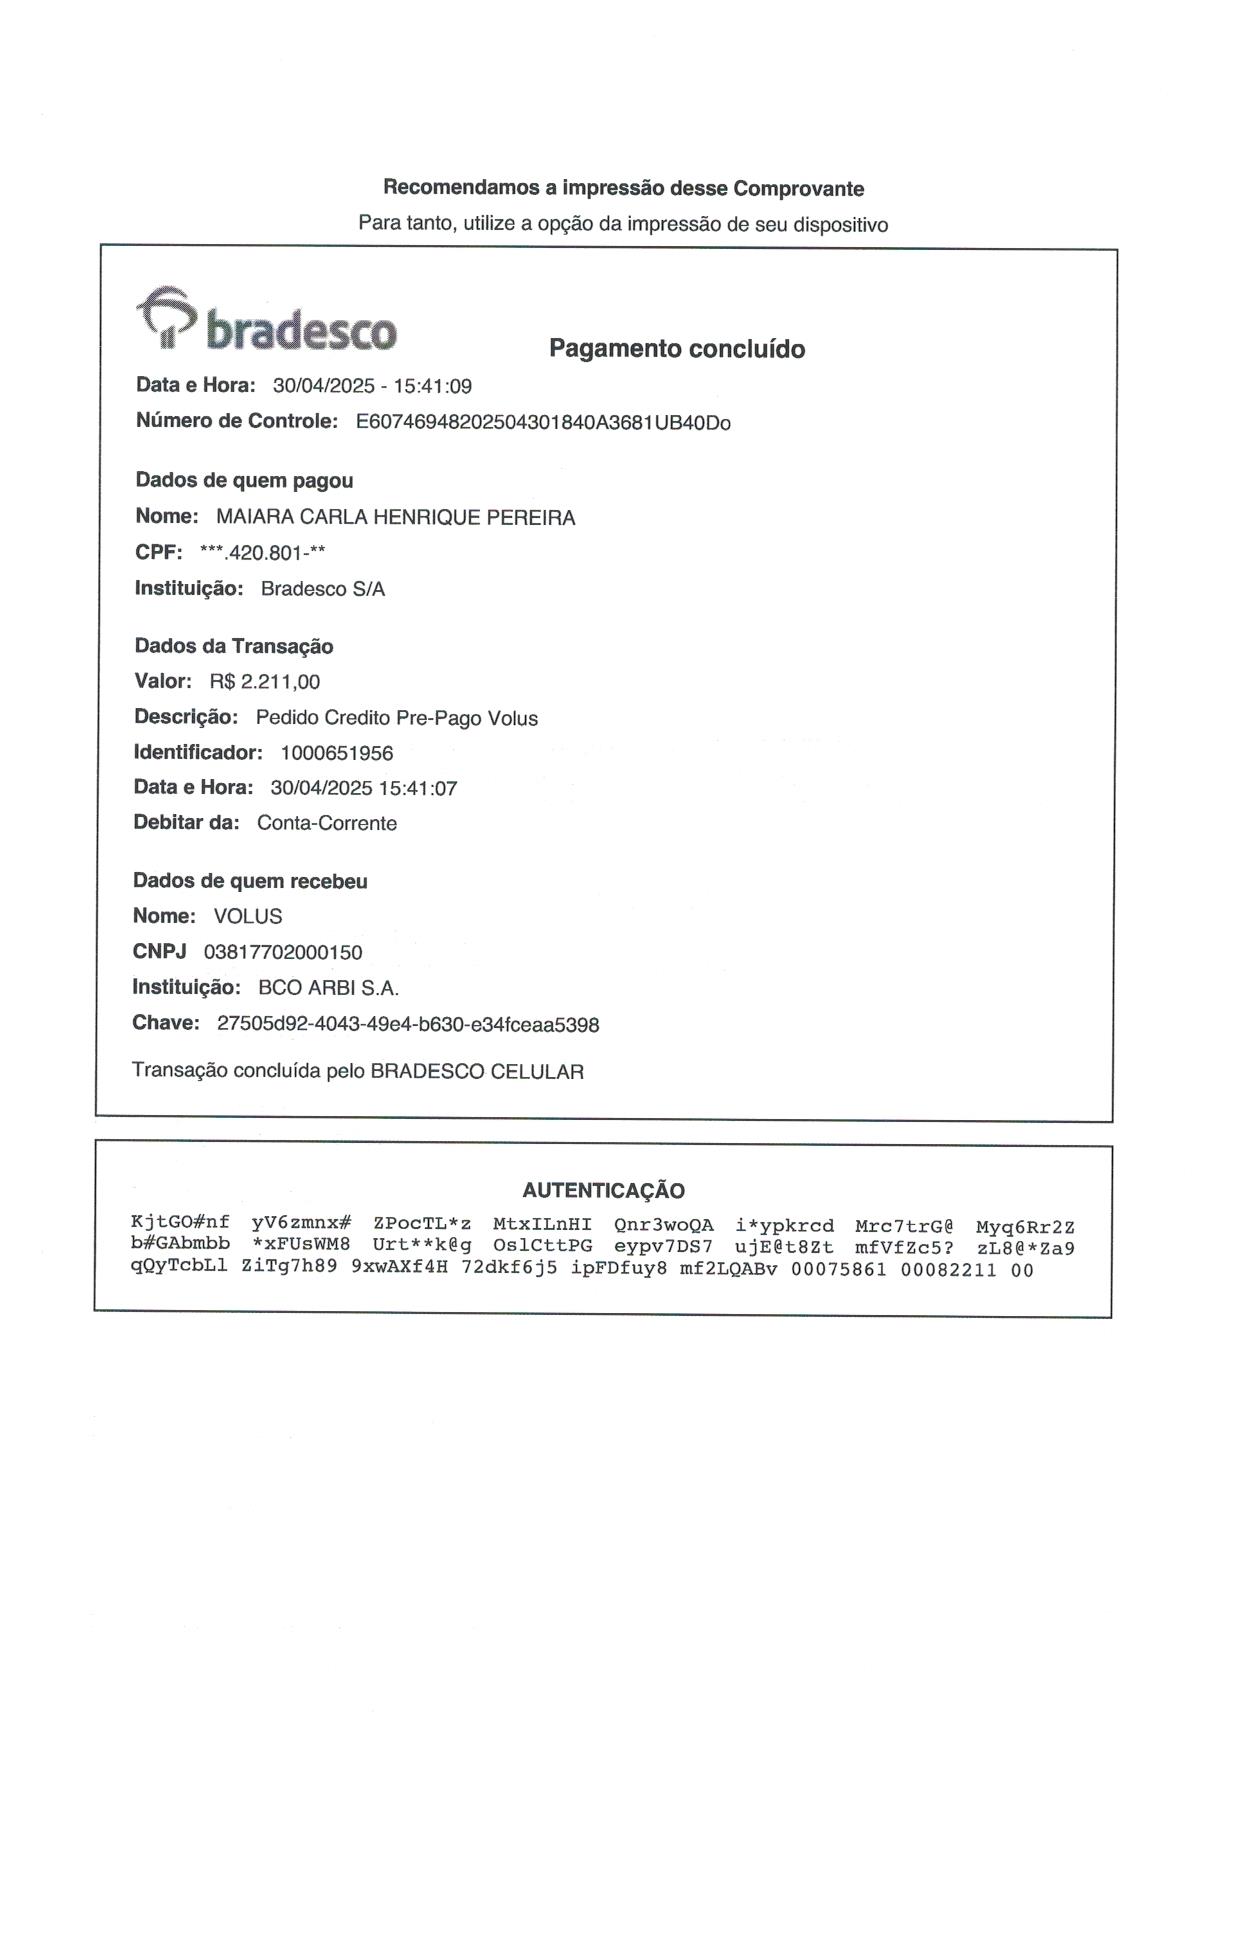 Recomendamos a impressão desse Comprovante
Para tanto, utilize a opção da impressão de seu dispositivo
bradesco
Pagamento concluído
Data e Hora: 30/04/2025 - 15:41:09
Número de Controle: E60746948202504301840A3681UB40Do
Dados de quem pagou
Nome: MAIARA CARLA HENRIQUE PEREIRA
CPF: ***.420.801-**
Instituição: Bradesco S/A
Dados da Transação
Valor: R$ 2.211,00
Descrição: Pedido Credito Pre-Pago Volus
Identificador: 1000651956
Data e Hora: 30/04/2025 15:41:07
Debitar da: Conta-Corrente
Dados de quem recebeu
Nome: VOLUS
CNPJ 03817702000150
Instituição: BCO ARBI S.A.
Chave: 27505d92-4043-49e4-b630-e34fceaa5398
Transação concluída pelo BRADESCO CELULAR
AUTENTICAÇÃO
KjtGO#nf yV6zmnx# ZPocTL*z MtxILnHI Qnr3woQA i*ypkrcd Mrc7trG@ Myq6Rr2Z
b#GAbmbb *xFUsWM8 Urt**k@g OslCttPG eypv7DS7 ujE@t8Zt mfVfZc5? zL8@*Za9
qQyTcbLl ZiTg7h89 9xwAXf4H 72dkf6j5 ipFDfuy8 mf2LQABv 00075861 00082211 00